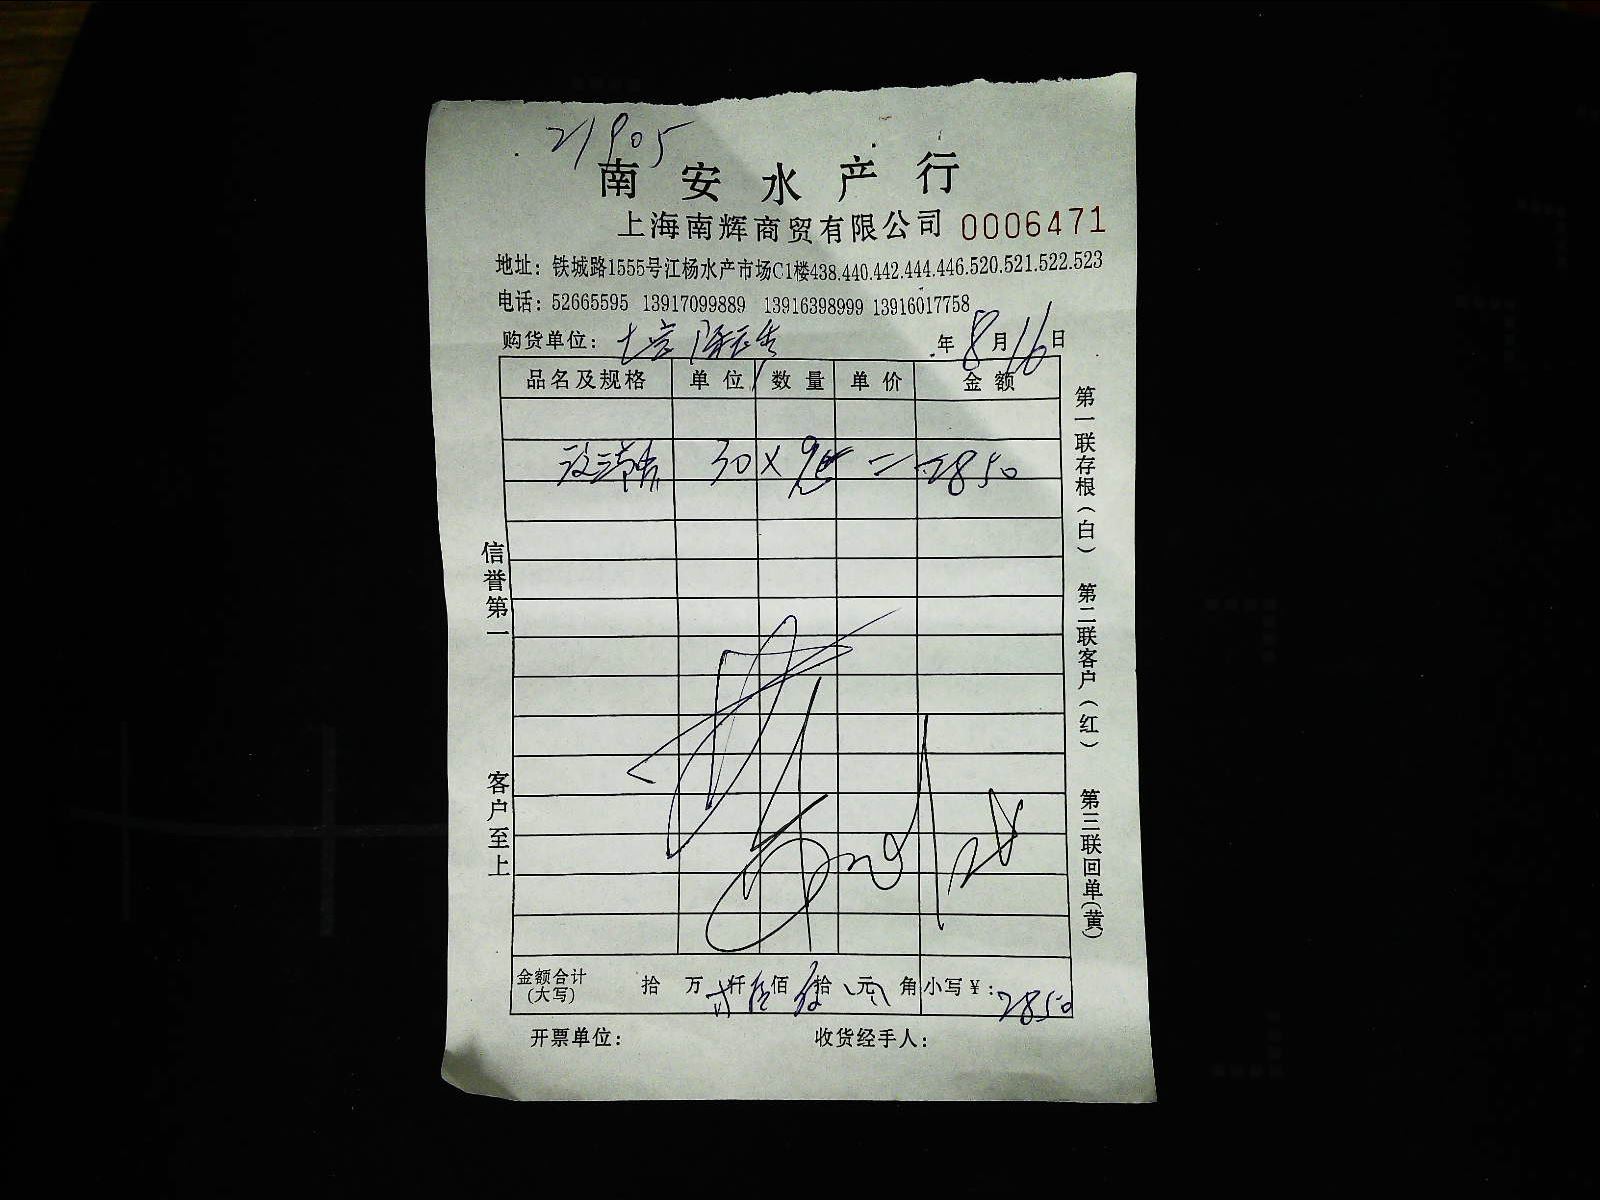 21905
南安水产行
上海南辉商贸有限公司 0006471
地址：铁城路1555号江杨水产市场C1楼438.440.442.444.446.520.521.522.523
电话：52665595 13917099889 13916398999 13916017758
购货单位： 年8月16日
品名及规格 单位 数量 单价 金额
30 × 95 = 2850
信誉第一
客户至上
第一联存根（白） 第二联客户（红） 第三联回单（黄）
金额合计（大写） 拾 万 贰仟 佰 拾 元 角 小写￥：2850
开票单位： 收货经手人：